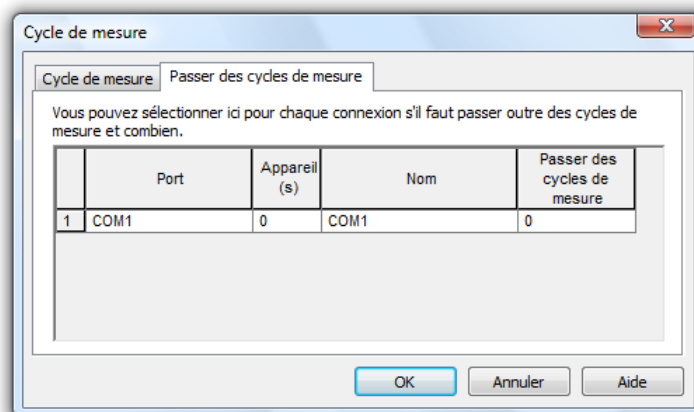 Cycle de mesure
Cycle de mesure Passer des cycles de mesure
Vous pouvez sélectionner ici pour chaque connexion s'il faut passer outre des cycles de
mesure et combien.
Port Appareil (s) Nom Passer des cycles de mesure
1 COM1 0 COM1 0
OK Annuler Aide